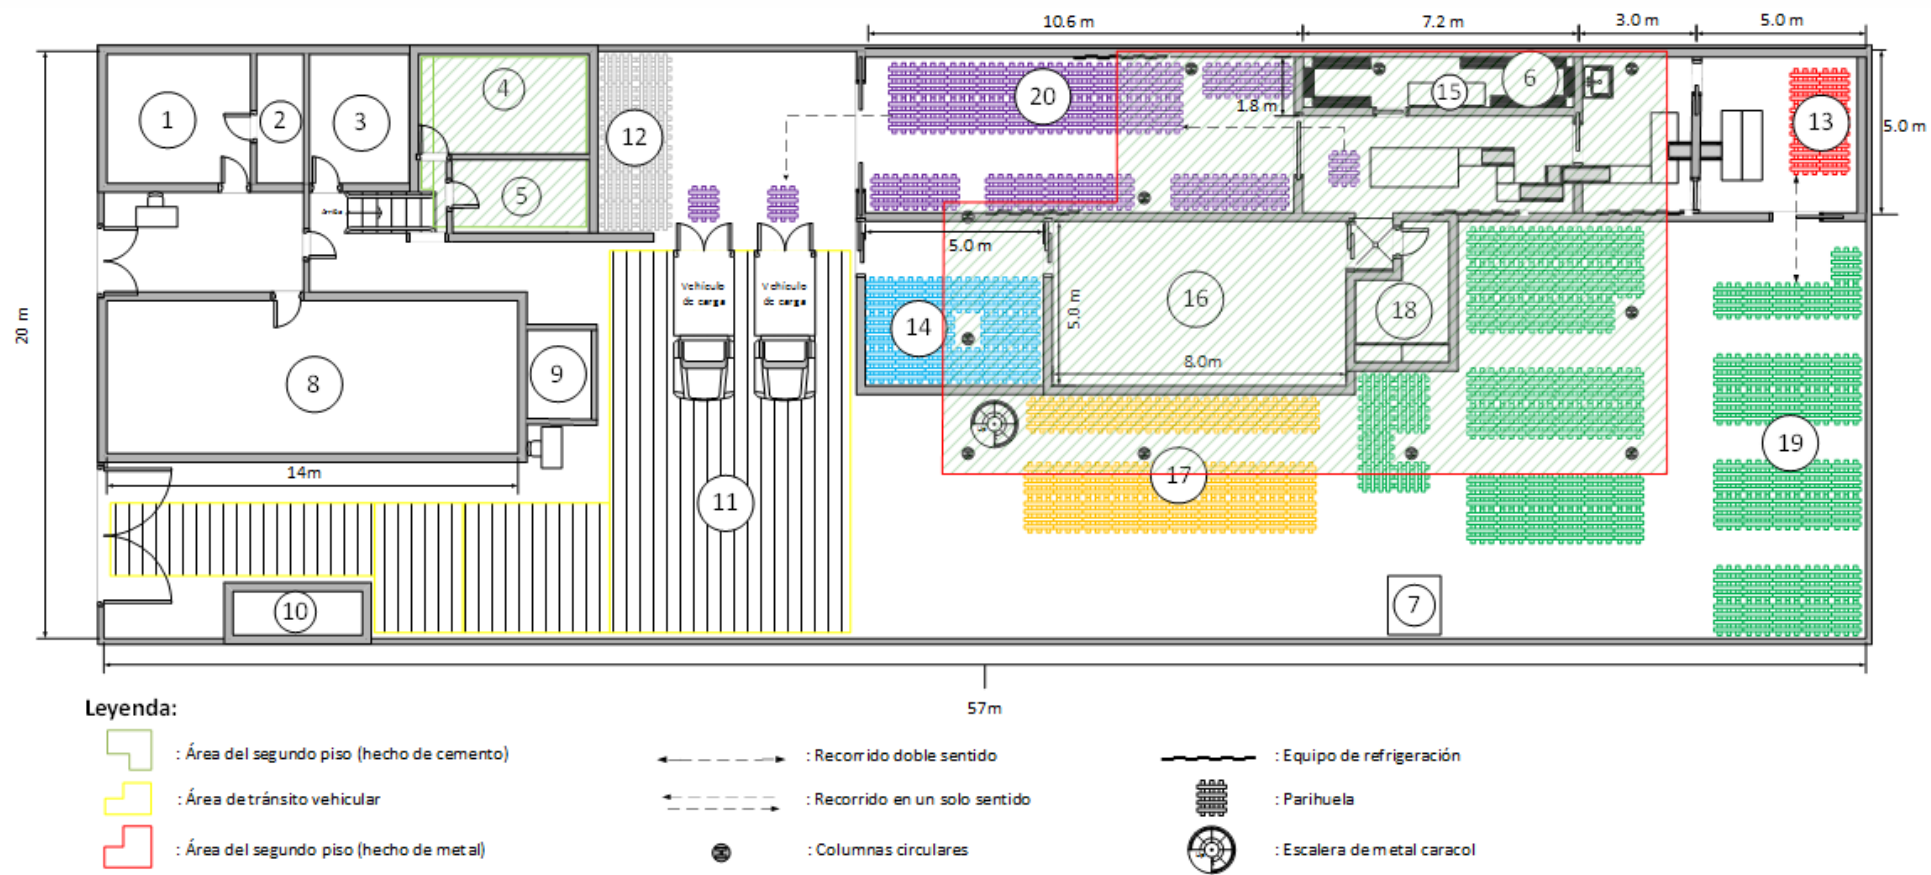 10.6 m 7.2 m 3.0 m 5.0 m
4 6
20 15
1 2 3 12 1.8 m 13 5.0 m
5
Arriba
5.0 m
Vehículo de carga
Vehículo de carga
16
5.0 m
18
14
20 m
8.0m
8 9
19
14m
17
11
10 7
57m
Leyenda:
: Área del segundo piso (hecho de cemento)
: Recorrido doble sentido
: Equipo de refrigeración
: Área de tránsito vehicular
: Recorrido en un solo sentido
: Parihuela
: Área del segundo piso (hecho de metal)
: Columnas circulares
: Escalera de metal caracol